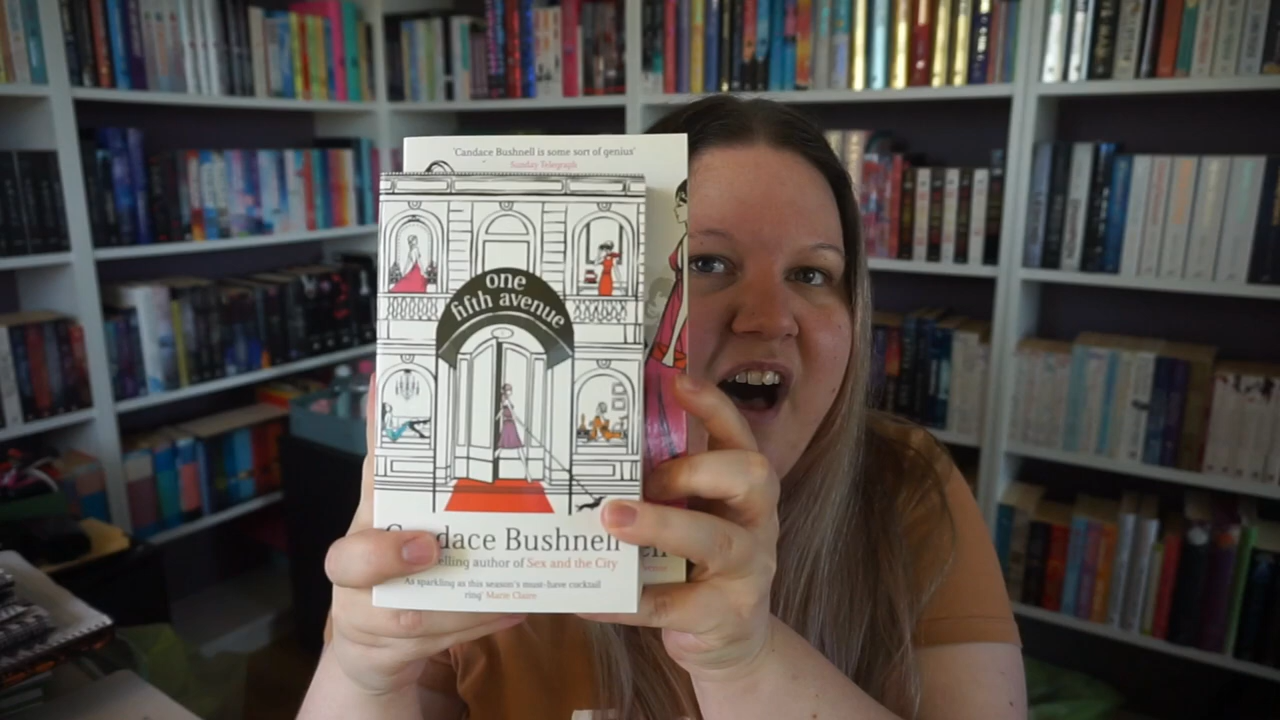 'Candace Bushnell is some sort of genius'
Sunday Telegraph
one
fifth avenue
Candace Bushnell
elling author of Sex and the City
As sparkling as this season's must-have cocktail
ring' Marie Claire